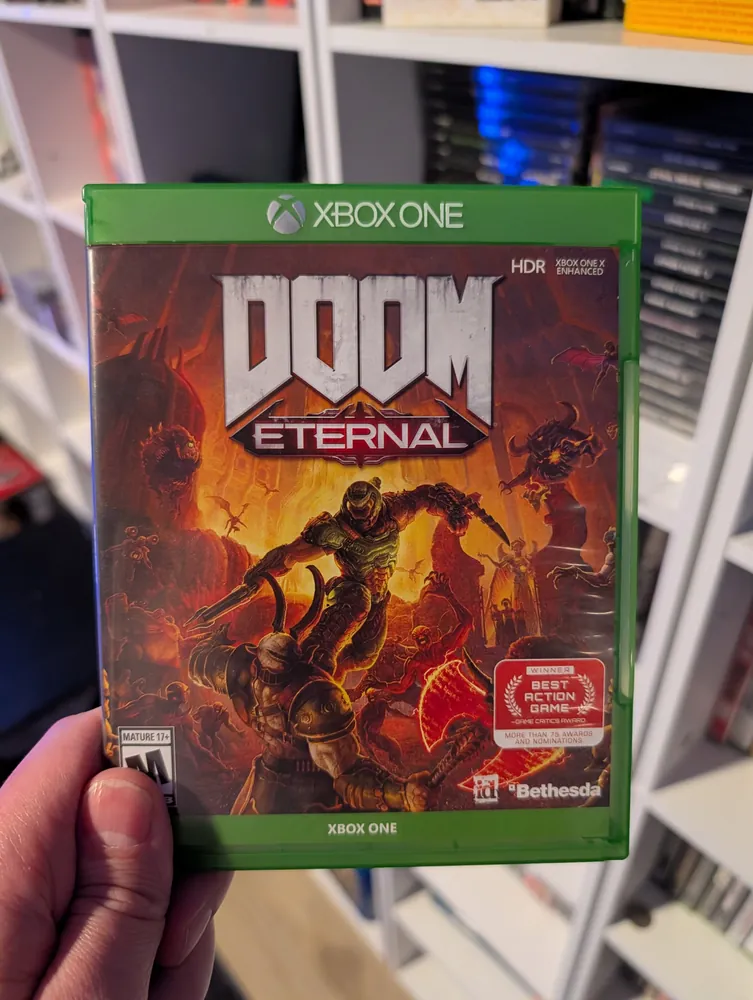 XBOX ONE
HDR
XBOX ONE X
ENHANCED
DOOM
ETERNAL
WINNER
BEST
ACTION
GAME
-GAME CRITICS AWARD
MORE THAN 75 AWARDS
AND NOMINATIONS
MATURE 17+
M
id
Bethesda
XBOX ONE